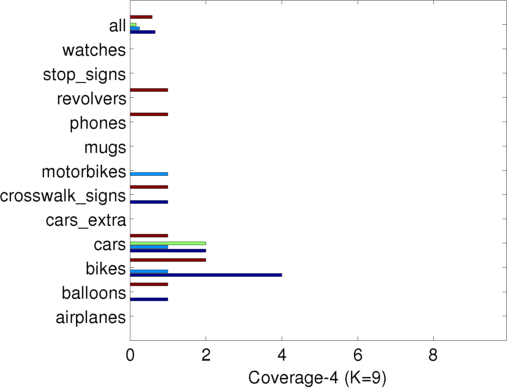 all
watches
stop_signs
revolvers
phones
mugs
motorbikes
crosswalk_signs
cars_extra
cars
bikes
balloons
airplanes
0 2 4 6 8
Coverage-4 (K=9)